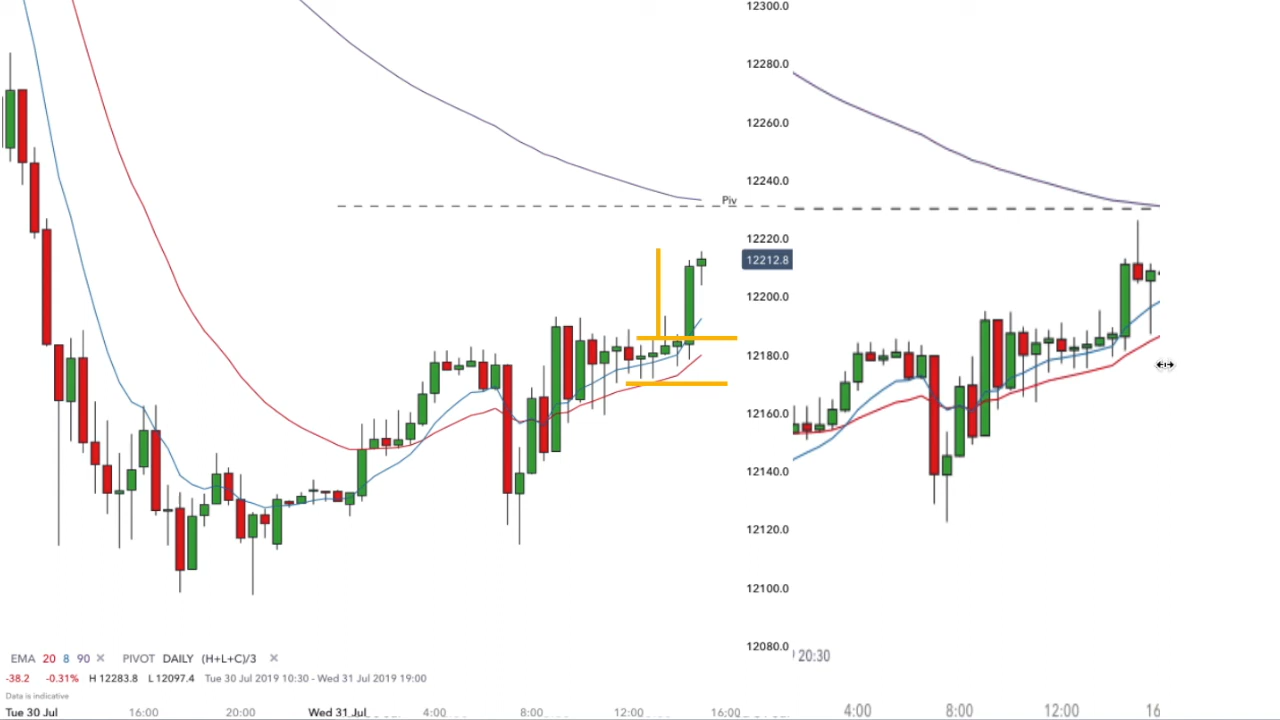 12300.0
12280.0
12260.0
12240.0
Piv
12220.0
12212.8
12200.0
12180.0
12160.0
12140.0
12120.0
12100.0
12080.0
20:30
EMA 20 8 90 × PIVOT DAILY (H+L+C)/3 ×
-38.2 -0.31% H 12283.8 L 12097.4 Tue 30 Jul 2019 10:30 - Wed 31 Jul 2019 19:00
Data is indicative
Tue 30 Jul 16:00 20:00 Wed 31 Jul 4:00 8:00 12:00 16:00 4:00 8:00 12:00 16